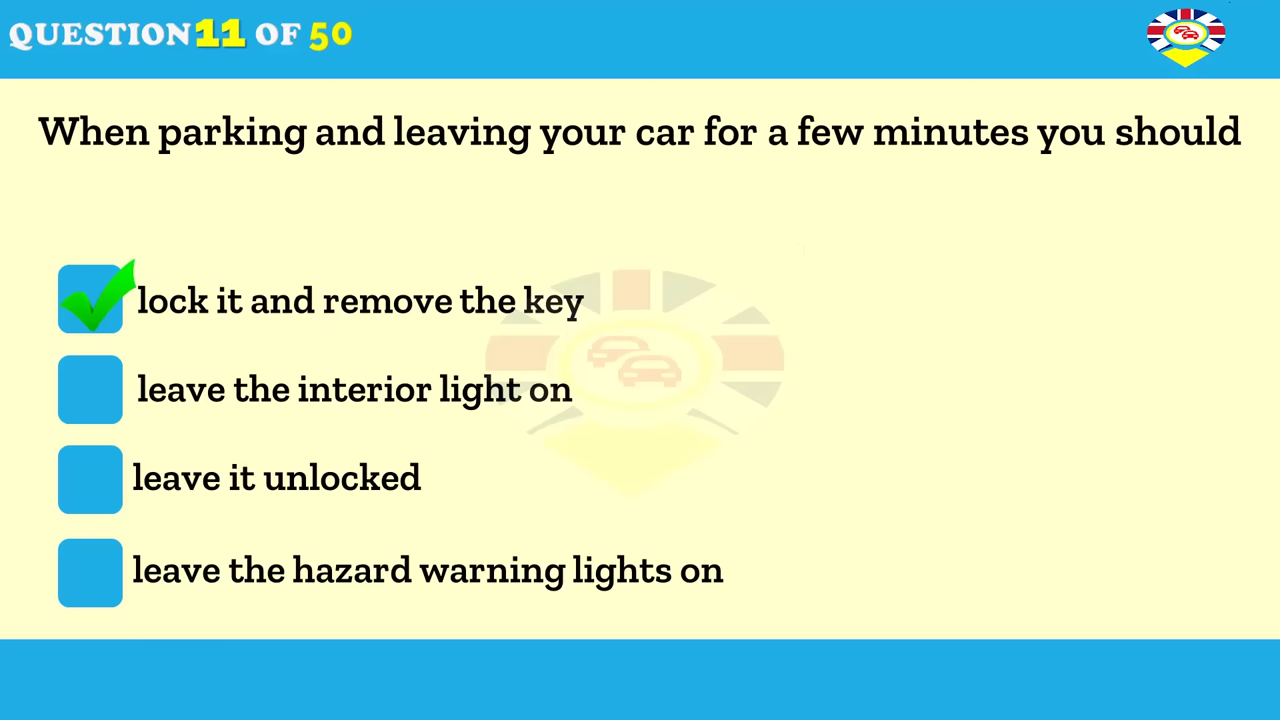 QUESTION 11 OF 50
When parking and leaving your car for a few minutes you should
lock it and remove the key
leave the interior light on
leave it unlocked
leave the hazard warning lights on